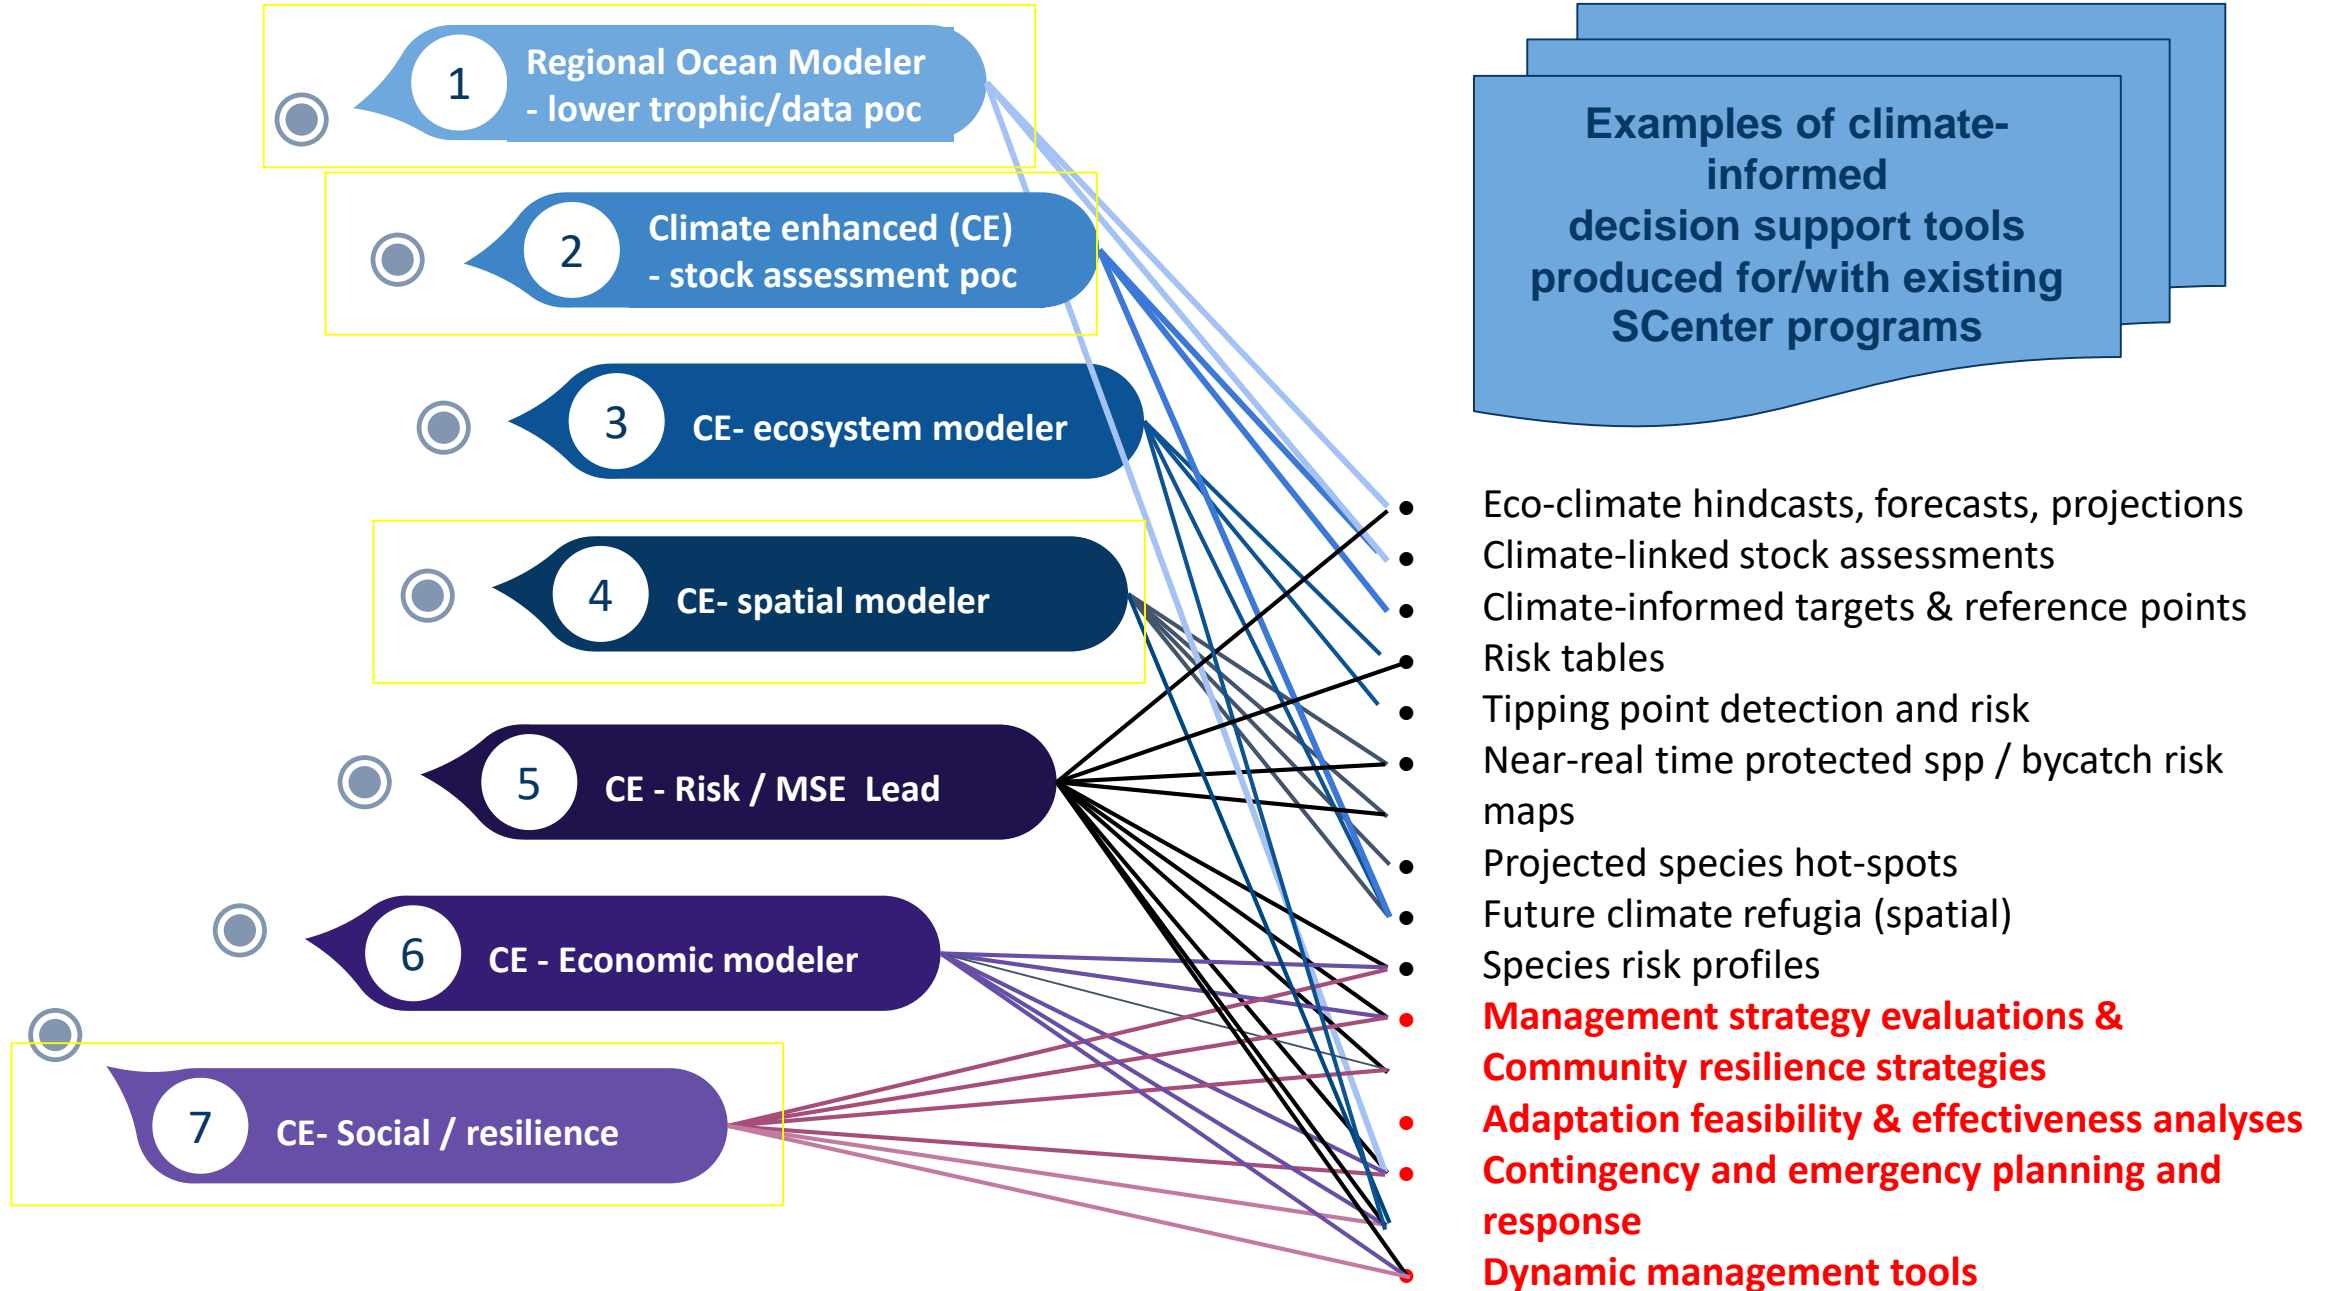 1
Regional Ocean Modeler
- lower trophic/data poc
2
Climate enhanced (CE)
- stock assessment poc
3
CE- ecosystem modeler
4
CE- spatial modeler
5
CE - Risk / MSE Lead
6
CE - Economic modeler
7
CE- Social / resilience
Examples of climate-
informed
decision support tools
produced for/with existing
SCenter programs
• Eco-climate hindcasts, forecasts, projections
• Climate-linked stock assessments
• Climate-informed targets & reference points
• Risk tables
• Tipping point detection and risk
• Near-real time protected spp / bycatch risk
maps
• Projected species hot-spots
• Future climate refugia (spatial)
• Species risk profiles
• Management strategy evaluations &
Community resilience strategies
• Adaptation feasibility & effectiveness analyses
• Contingency and emergency planning and
response
• Dynamic management tools